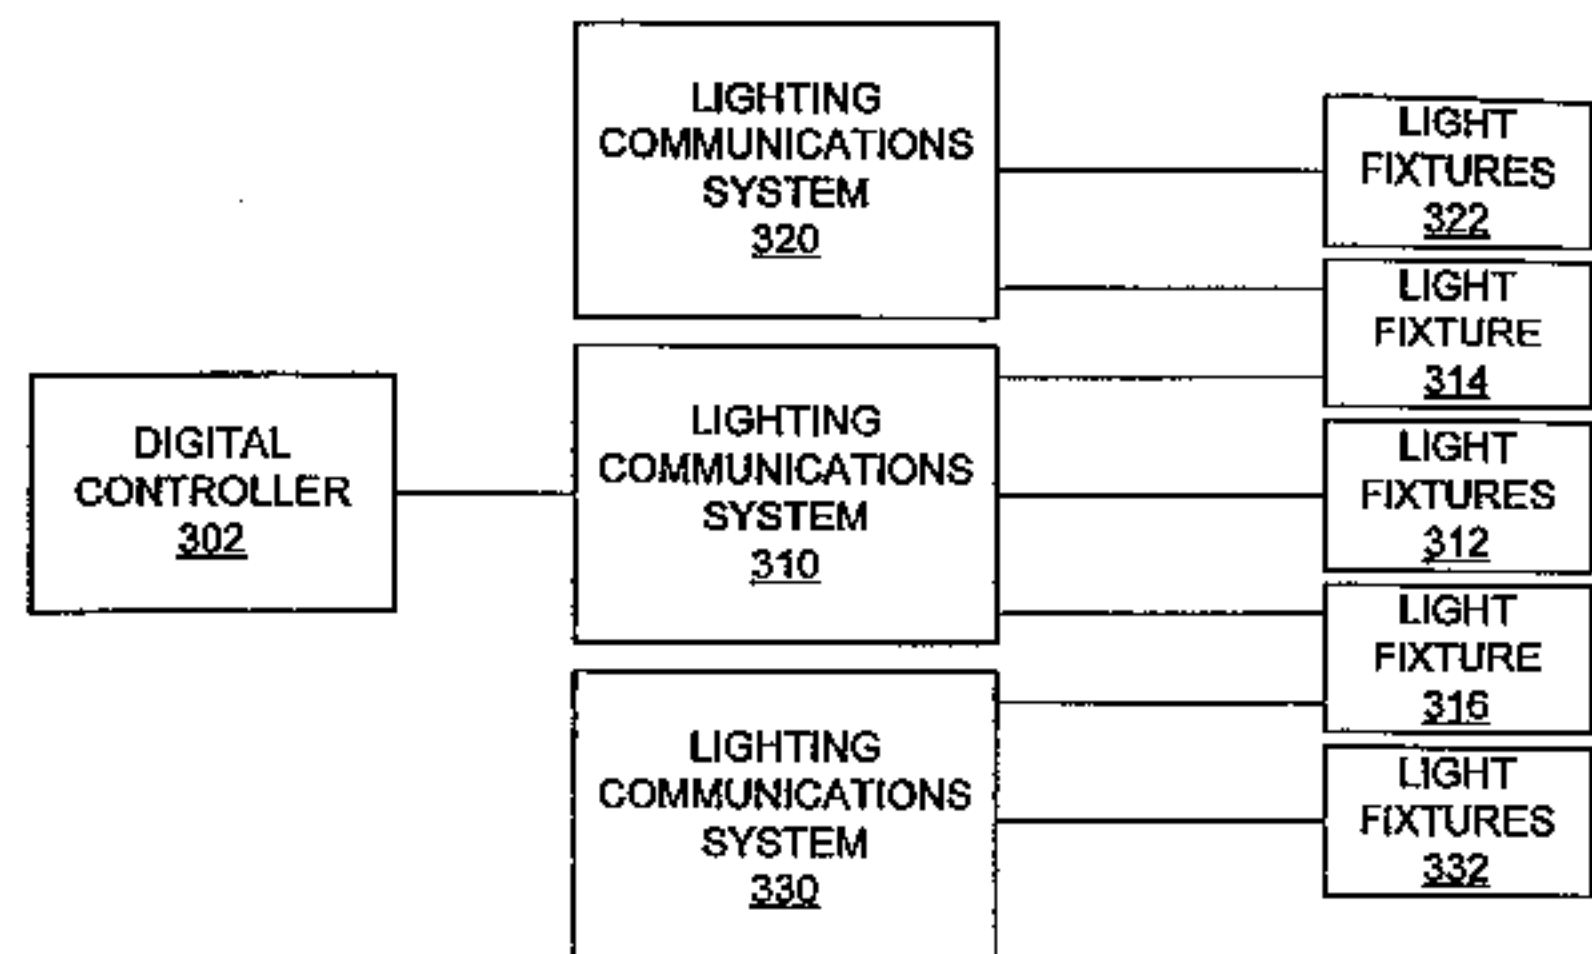 LIGHTING
COMMUNICATIONS
SYSTEM
320
LIGHT
FIXTURES
322
LIGHT
FIXTURE
314
DIGITAL
CONTROLLER
302
LIGHTING
COMMUNICATIONS
SYSTEM
310
LIGHT
FIXTURES
312
LIGHT
FIXTURE
316
LIGHTING
COMMUNICATIONS
SYSTEM
330
LIGHT
FIXTURES
332